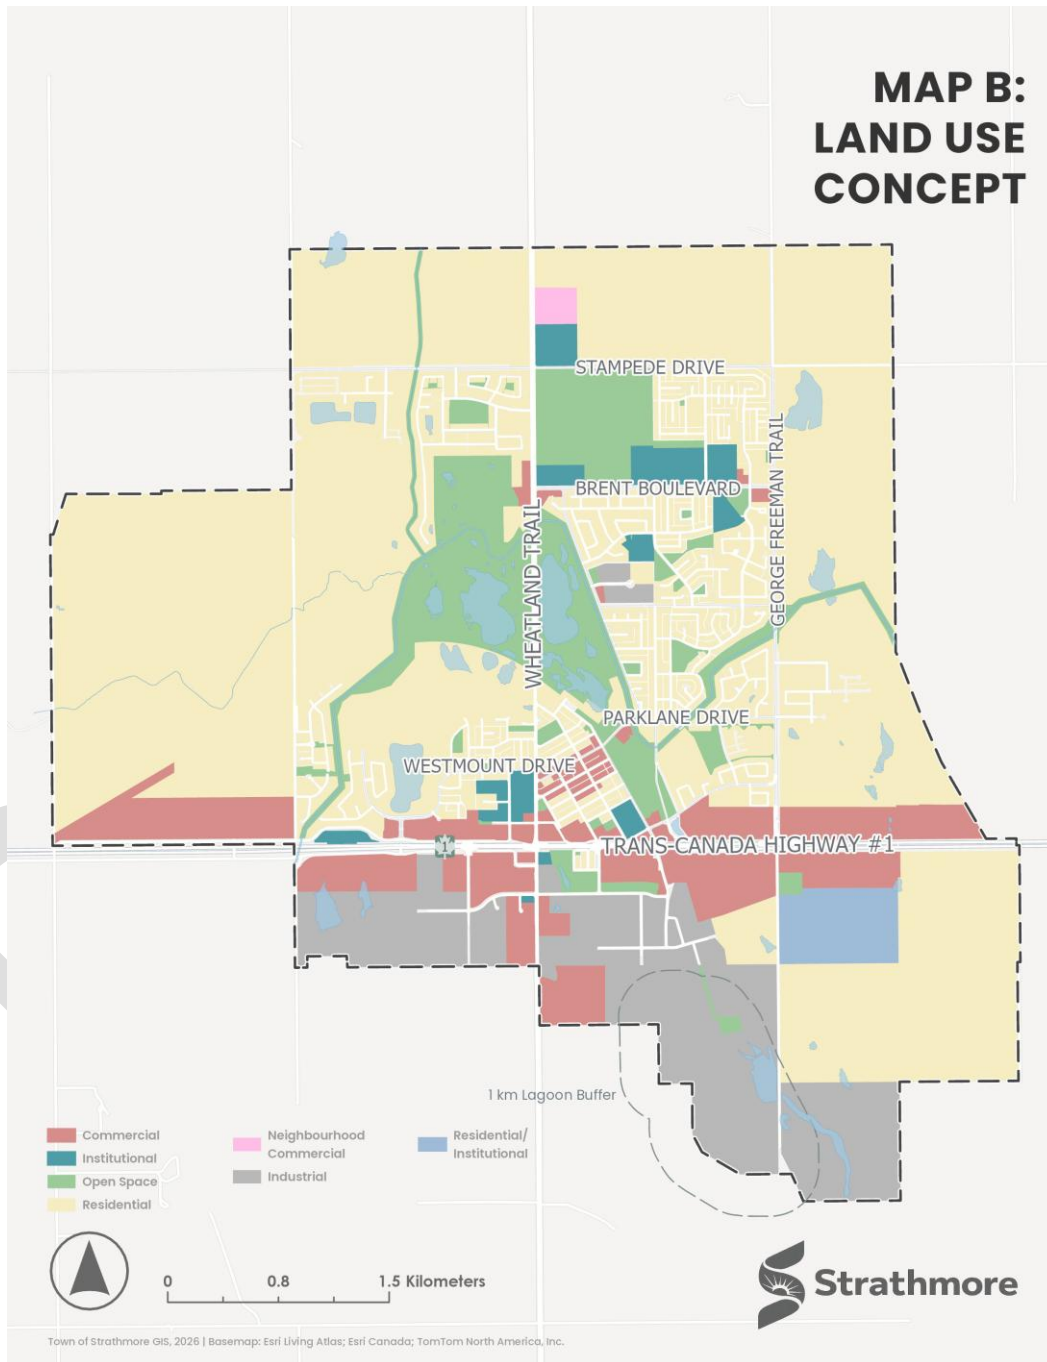 MAP B:
LAND USE
CONCEPT
STAMPEDE DRIVE
BRENT BOULEVARD
GEORGE FREEMAN TRAIL
WHEATLAND TRAIL
PARKLANE DRIVE
WESTMOUNT DRIVE
1
TRANS-CANADA HIGHWAY #1
1 km Lagoon Buffer
Commercial
Institutional
Open Space
Residential
Neighbourhood
Commercial
Industrial
Residential/
Institutional
0 0.8 1.5 Kilometers
Strathmore
Town of Strathmore GIS, 2026 | Basemap: Esri Living Atlas; Esri Canada; TomTom North America, Inc.